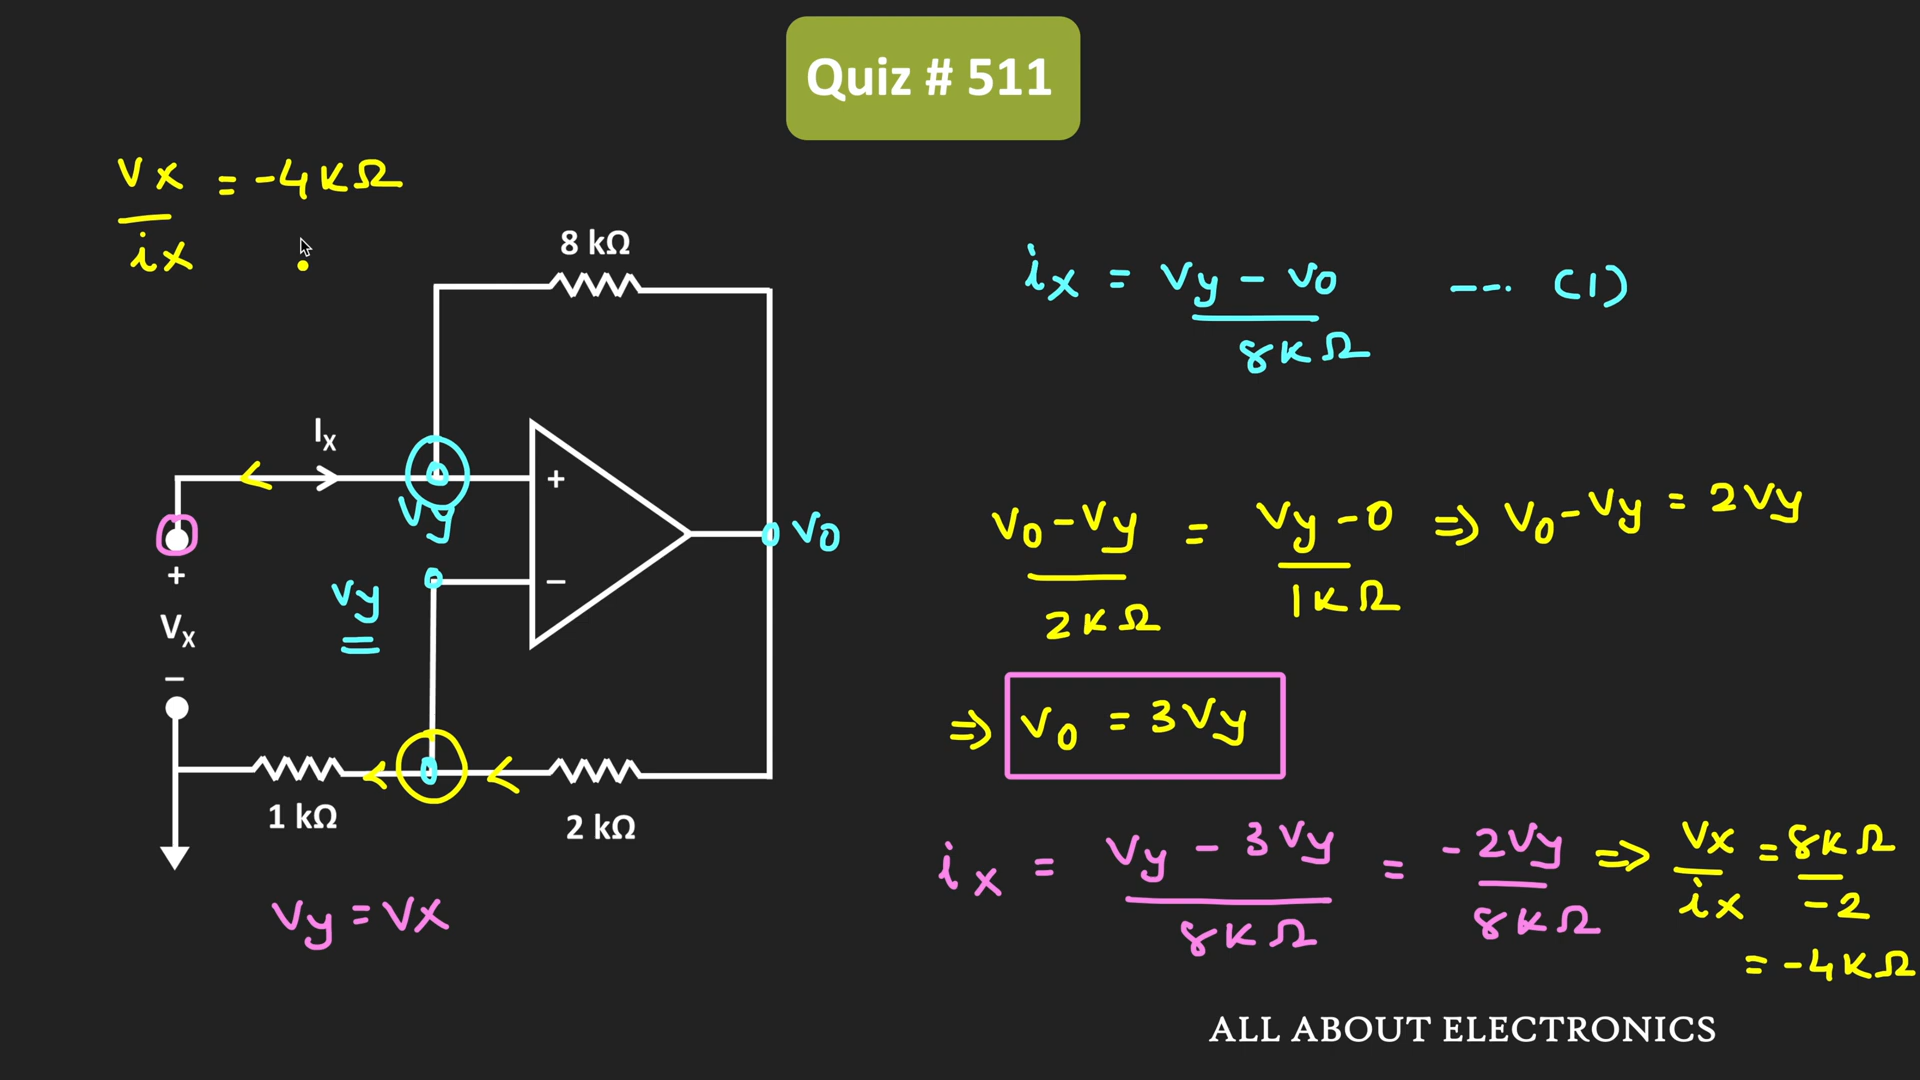 Quiz # 511
Vx/ix = -4KΩ
8 kΩ
ix = (Vy - Vo)/8KΩ --- (1)
IX
+
Vy
Vo
+
VX
−
−
Vy
(Vo - Vy)/2KΩ = (Vy - 0)/1KΩ ⇒ Vo - Vy = 2Vy
⇒ Vo = 3Vy
1 kΩ
2 kΩ
ix = (Vy - 3Vy)/8KΩ = -2Vy/8KΩ ⇒ Vx/ix = 8KΩ/-2
= -4KΩ
Vy = Vx
ALL ABOUT ELECTRONICS